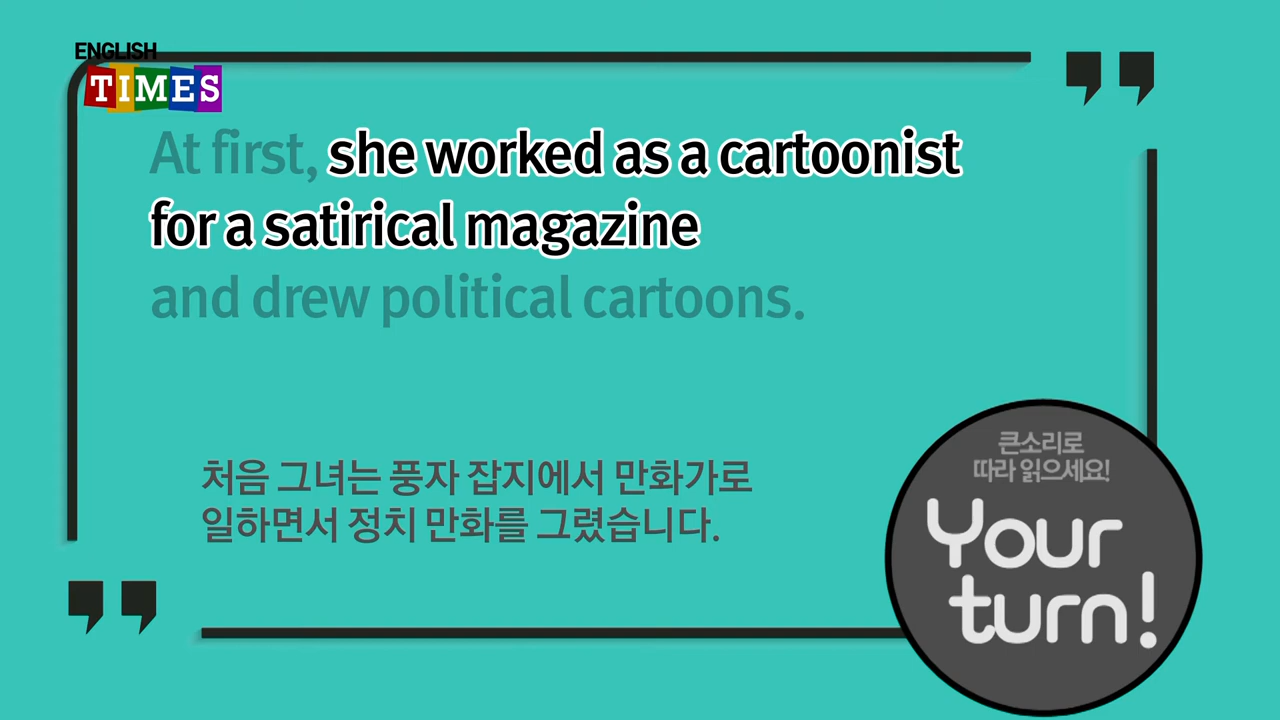 ENGLISH
TIMES
At first, she worked as a cartoonist
for a satirical magazine
and drew political cartoons.
처음 그녀는 풍자 잡지에서 만화가로
일하면서 정치 만화를 그렸습니다.
큰소리로
따라 읽으세요!
Your
turn!